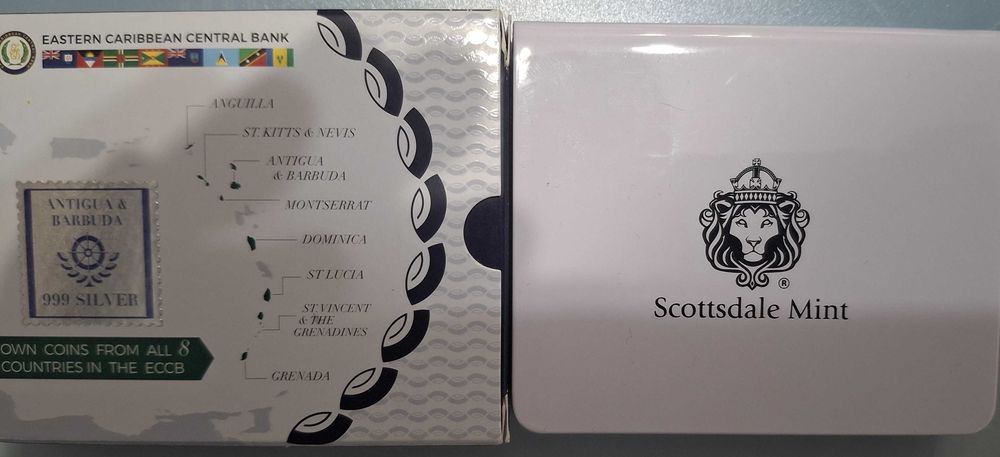 EASTERN CARIBBEAN CENTRAL BANK
ANGUILLA
ST. KITTS & NEVIS
ANTIGUA
& BARBUDA
MONTSERRAT
DOMINICA
ST LUCIA
ST. VINCENT
& THE
GRENADINES
GRENADA
ANTIGUA &
BARBUDA
999 SILVER
OWN COINS FROM ALL 8
COUNTRIES IN THE ECCB
®
Scottsdale Mint